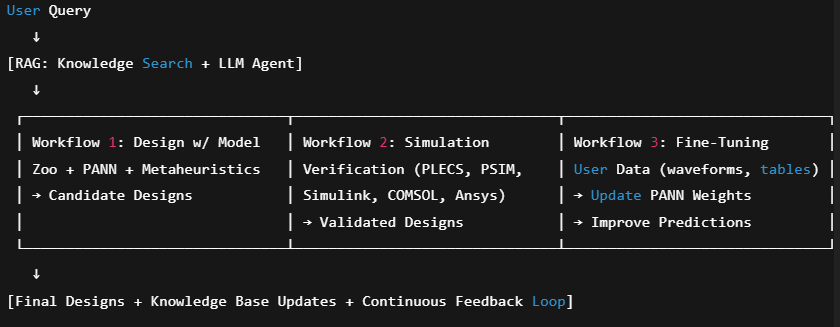 User Query
↓
[RAG: Knowledge Search + LLM Agent]
↓
Workflow 1: Design w/ Model
Zoo + PANN + Metaheuristics
→ Candidate Designs
Workflow 2: Simulation
Verification (PLECS, PSIM,
Simulink, COMSOL, Ansys)
→ Validated Designs
Workflow 3: Fine-Tuning
User Data (waveforms, tables)
→ Update PANN Weights
→ Improve Predictions
↓
[Final Designs + Knowledge Base Updates + Continuous Feedback Loop]